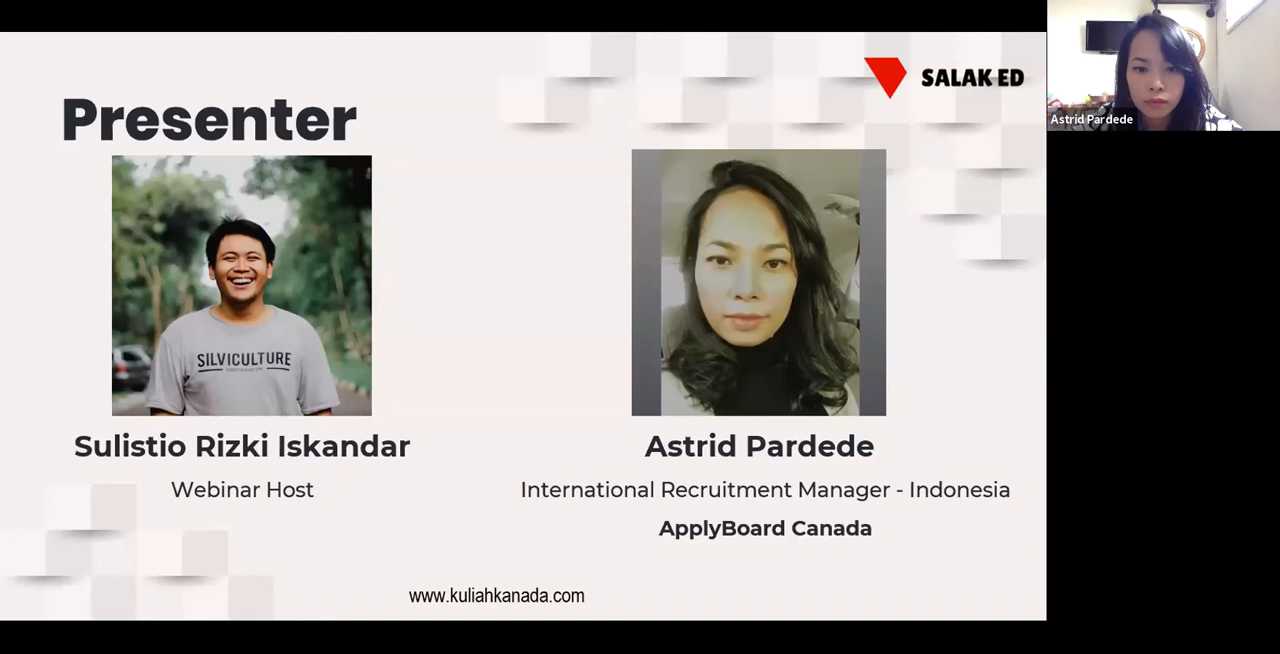 SALAK ED
Astrid Pardede
Presenter
SILVICULTURE
Sulistio Rizki Iskandar
Webinar Host
Astrid Pardede
International Recruitment Manager - Indonesia
ApplyBoard Canada
www.kuliahkanada.com